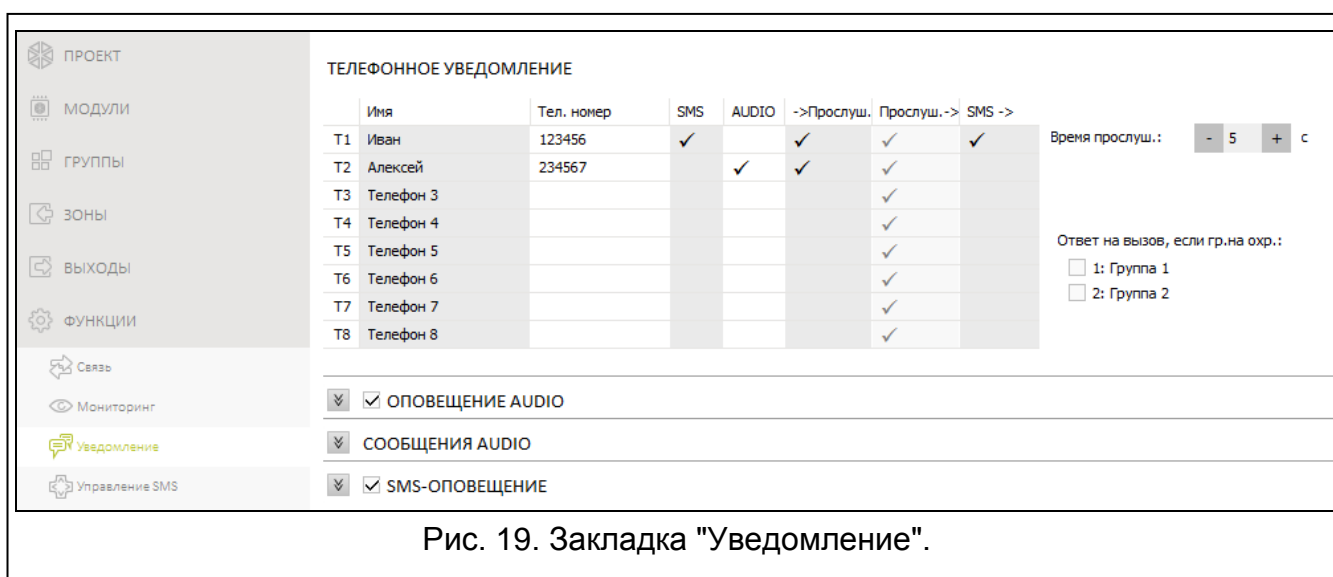 ПРОЕКТ
МОДУЛИ
ГРУППЫ
ЗОНЫ
ВЫХОДЫ
ФУНКЦИИ
Связь
Мониторинг
Уведомление
Управление SMS
ТЕЛЕФОННОЕ УВЕДОМЛЕНИЕ
Имя Тел. номер SMS AUDIO ->Прослуш. Прослуш.-> SMS ->
T1 Иван 123456 ✓ ✓ ✓ ✓
T2 Алексей 234567 ✓ ✓ ✓
T3 Телефон 3 ✓
T4 Телефон 4 ✓
T5 Телефон 5 ✓
T6 Телефон 6 ✓
T7 Телефон 7 ✓
T8 Телефон 8 ✓
Время прослуш.: - 5 + с
Ответ на вызов, если гр.на охр.:
1: Группа 1
2: Группа 2
ОПОВЕЩЕНИЕ AUDIO
СООБЩЕНИЯ AUDIO
SMS-ОПОВЕЩЕНИЕ
Рис. 19. Закладка "Уведомление".